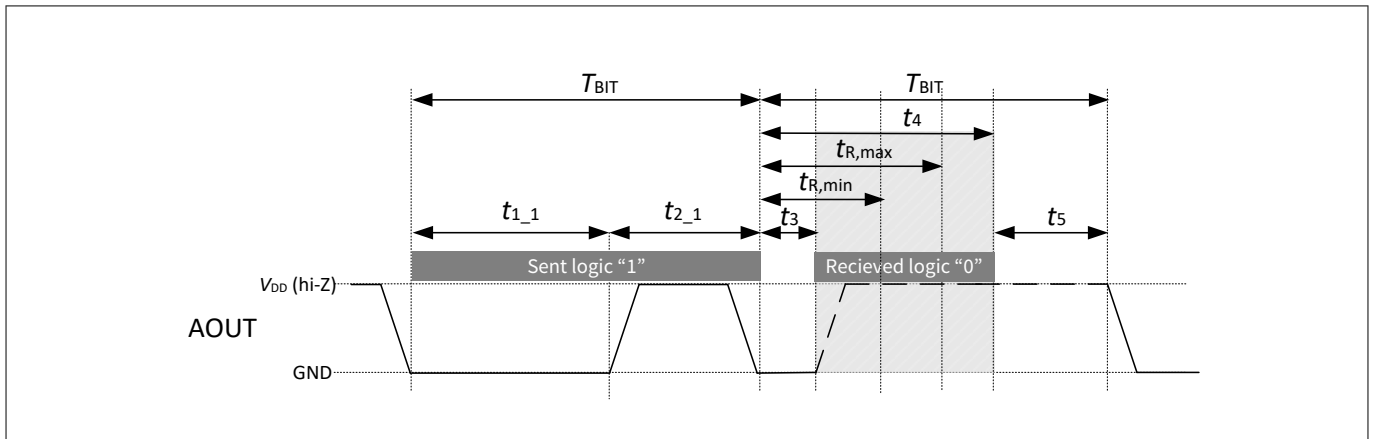 TBIT TBIT
t4
tR,max
tR,min
t1_1 t2_1 t3 t5
Sent logic “1” Recieved logic “0”
VDD (hi-Z)
AOUT
GND